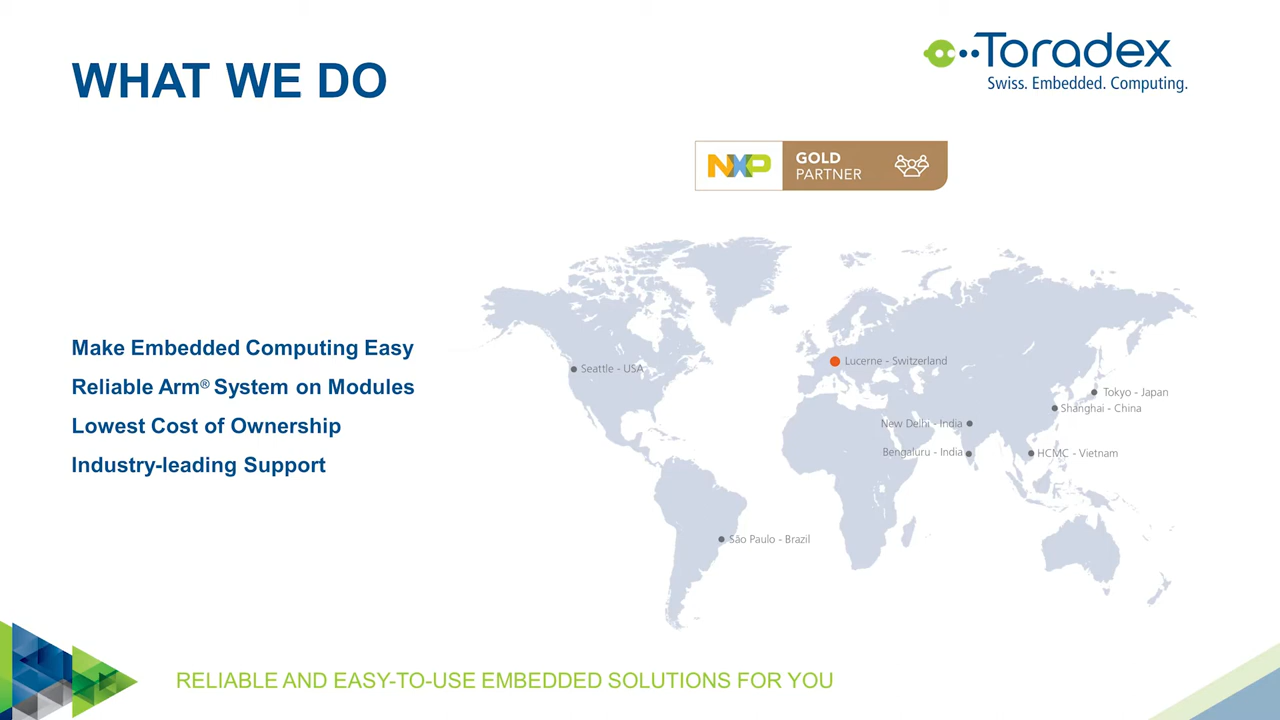 WHAT WE DO
Toradex
Swiss. Embedded. Computing.
NXP
GOLD
PARTNER
Make Embedded Computing Easy
Reliable Arm® System on Modules
Lowest Cost of Ownership
Industry-leading Support
Lucerne - Switzerland
Seattle - USA
Tokyo - Japan
Shanghai - China
New Delhi - India
Bengaluru - India
HCMC - Vietnam
São Paulo - Brazil
RELIABLE AND EASY-TO-USE EMBEDDED SOLUTIONS FOR YOU